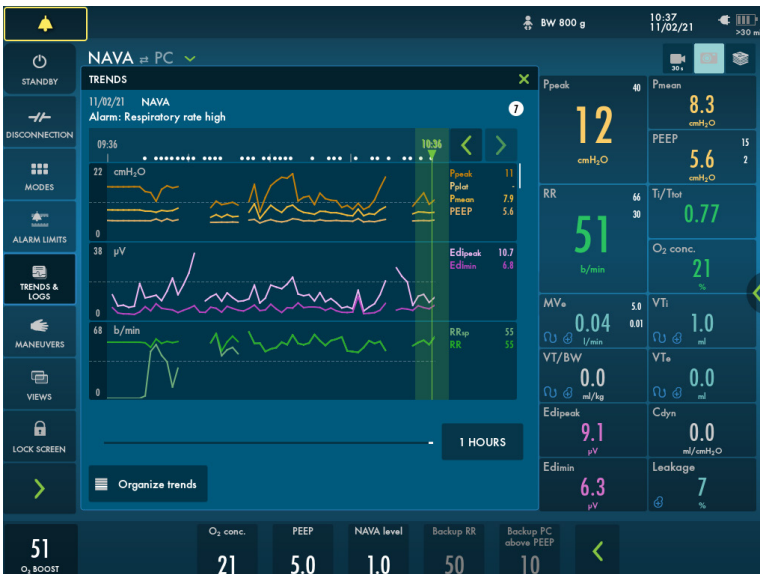 BW 800 g
10:37
11/02/21
>30 m
STANDBY
DISCONNECTION
MODES
ALARM LIMITS
TRENDS &
LOGS
MANEUVERS
VIEWS
LOCK SCREEN
51
O₂ BOOST
NAVA ⇄ PC
30 s
TRENDS
11/02/21 NAVA
Alarm: Respiratory rate high
7
09:36 10:36
22 cmH₂O
0
Ppeak 11
Pplat -
Pmean 7.9
PEEP 5.6
38 µV
0
Edipeak 10.7
Edimin 6.8
68 b/min
0
RRsp 55
RR 55
1 HOURS
Organize trends
Ppeak 40
12
cmH₂O
Pmean
8.3
cmH₂O
PEEP 15
5.6 2
cmH₂O
RR 66
30
51
b/min
Ti/Ttot
0.77
O₂ conc.
21
%
MVe 5.0
0.04 0.01
l/min
VTi
1.0
ml
VT/BW
0.0
ml/kg
VTe
0.0
ml
Edipeak
9.1
µV
Cdyn
0.0
ml/cmH₂O
Edimin
6.3
µV
Leakage
7
%
O₂ conc.
21
PEEP
5.0
NAVA level
1.0
Backup RR
50
Backup PC
above PEEP
10